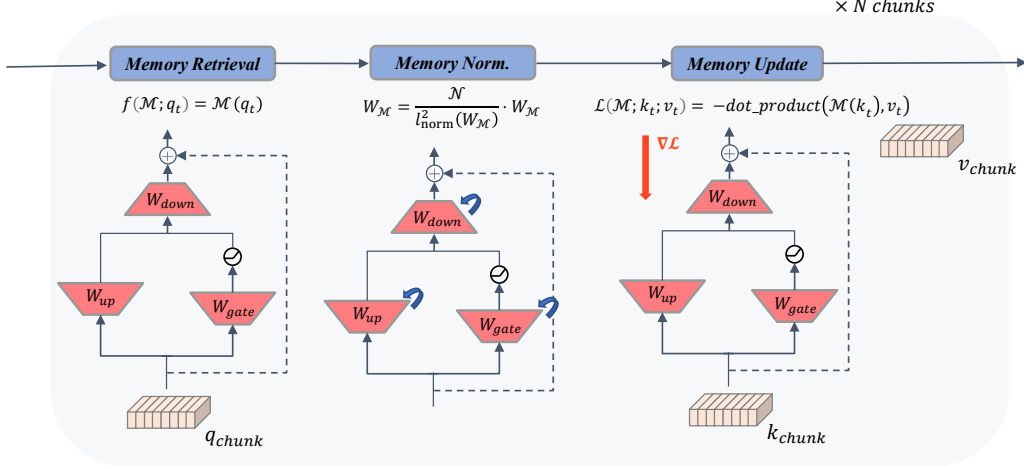 × N chunks
Memory Retrieval
Memory Norm.
Memory Update
f(ℳ; q_t) = ℳ(q_t)
W_ℳ = 𝒩 / l²_norm(W_ℳ) · W_ℳ
ℒ(ℳ; k_t; v_t) = −dot_product(ℳ(k_t), v_t)
∇ℒ
v_chunk
W_down
W_down
W_down
W_up
W_gate
W_up
W_gate
W_up
W_gate
q_chunk
k_chunk